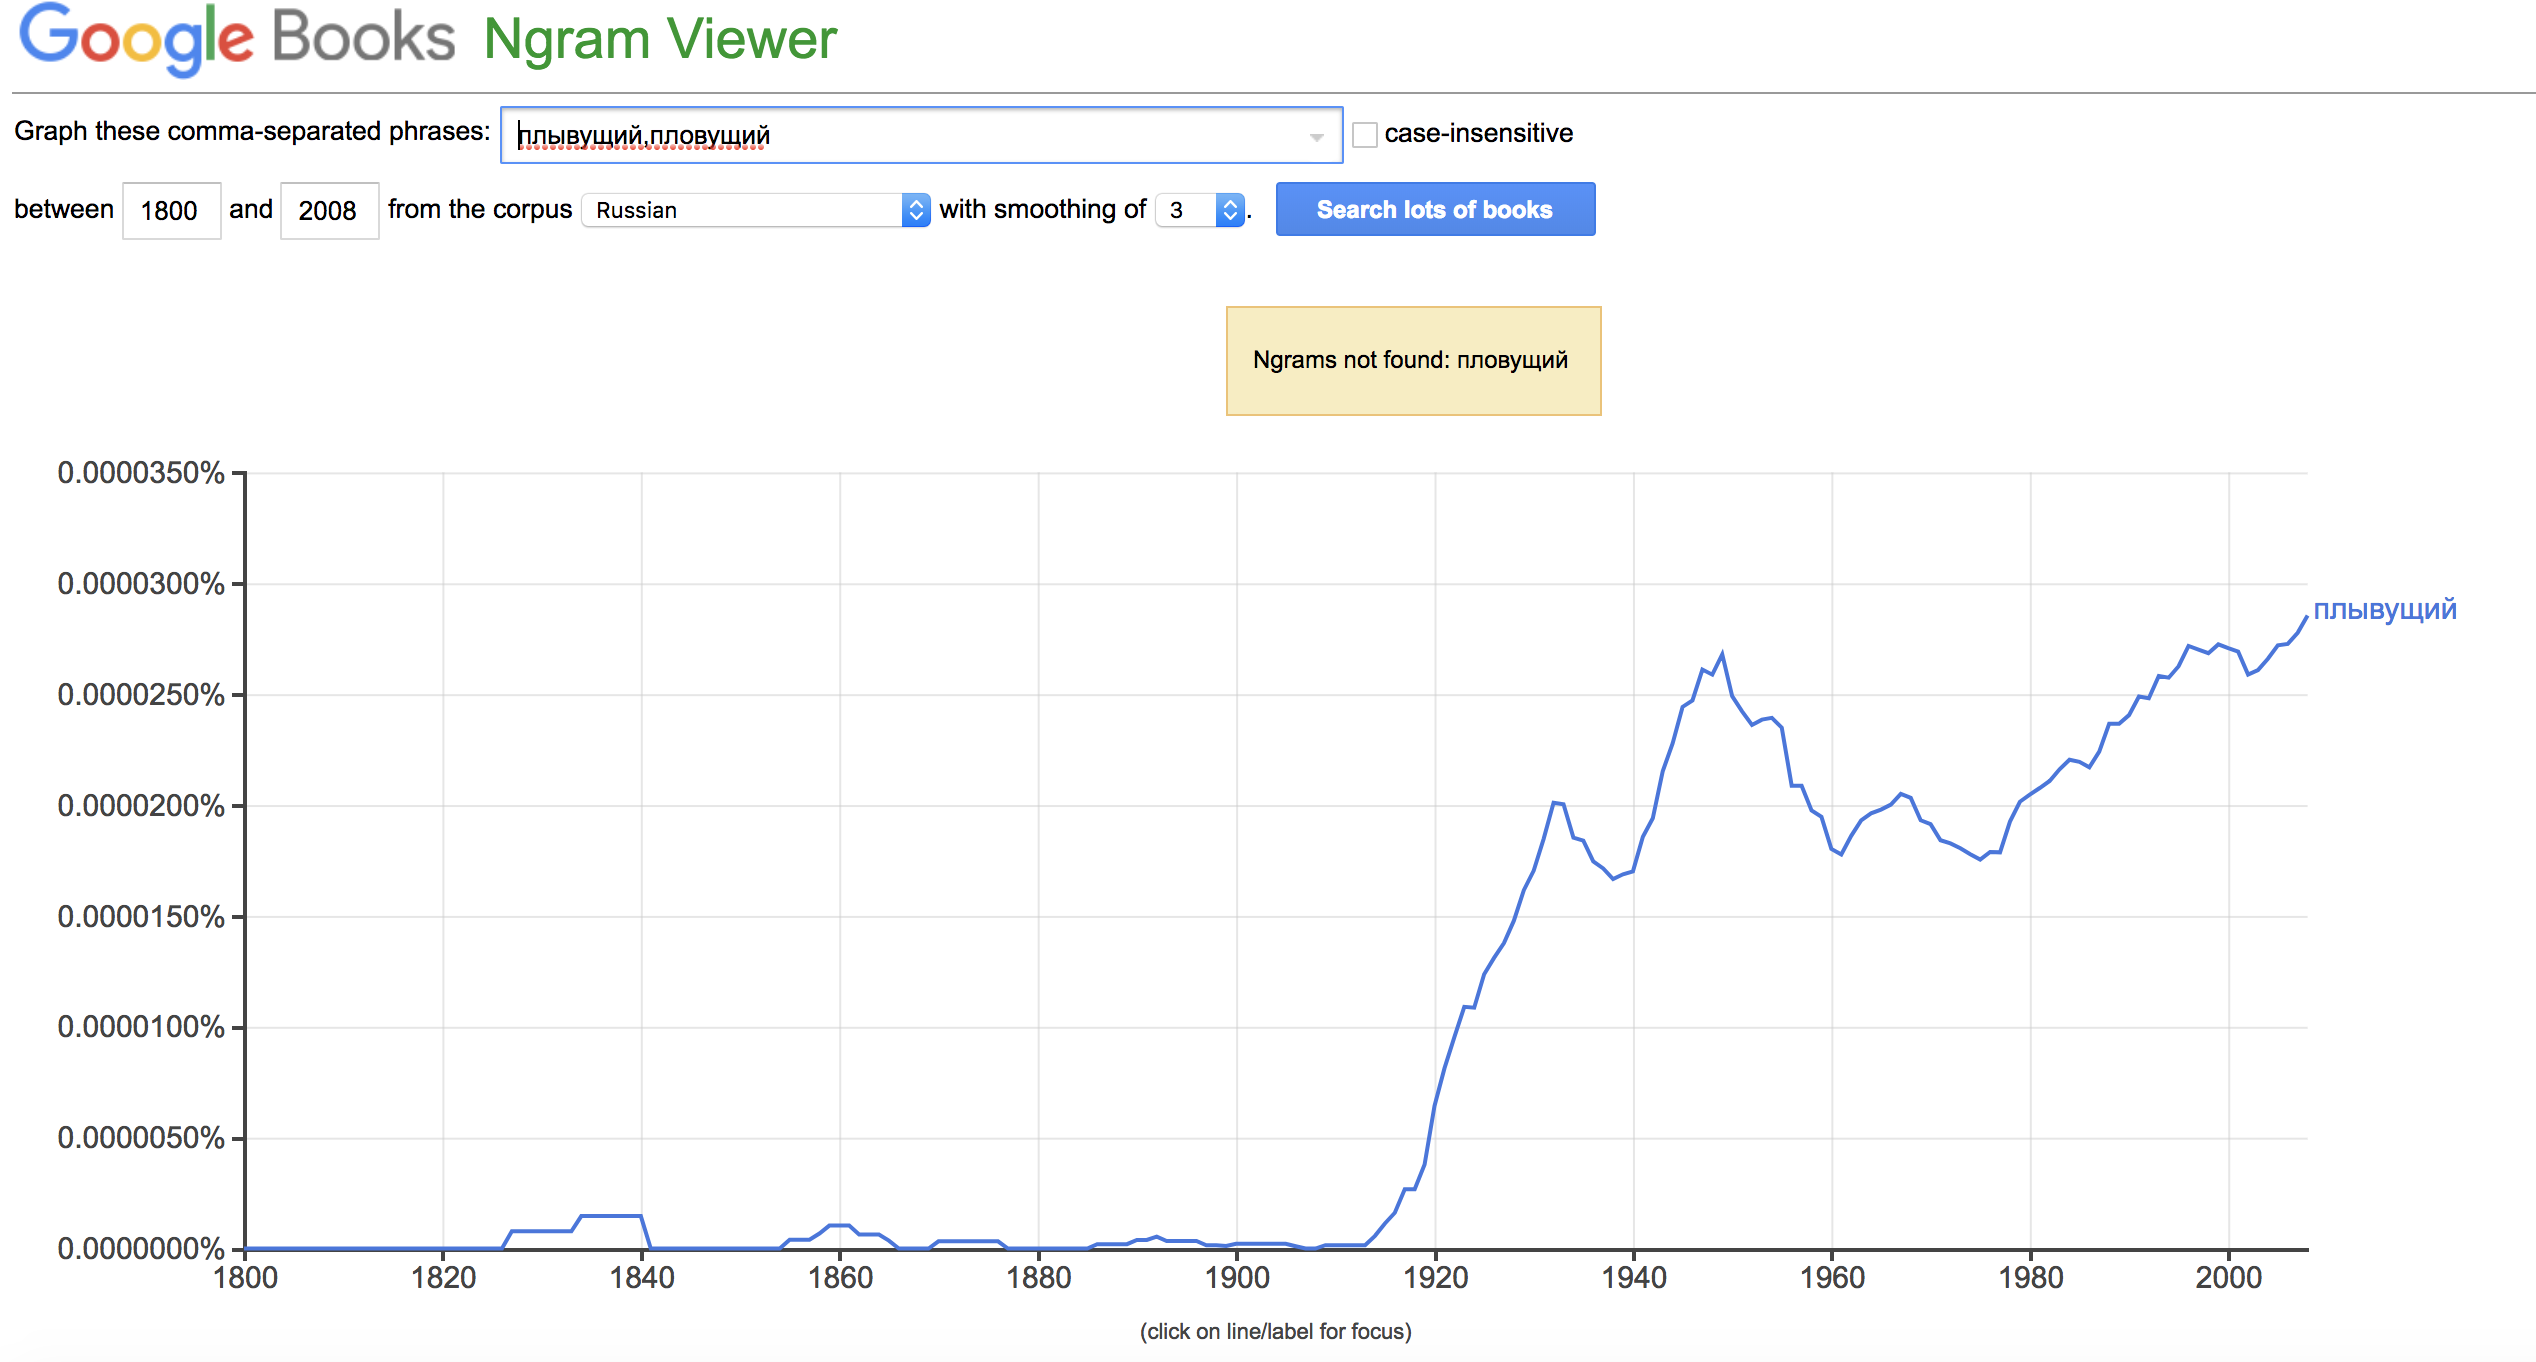 Google Books Ngram Viewer
Graph these comma-separated phrases: плывущий,пловущий case-insensitive
between 1800 and 2008 from the corpus Russian with smoothing of 3 . Search lots of books
Ngrams not found: пловущий
0.0000350%
0.0000300%
плывущий
0.0000250%
0.0000200%
0.0000150%
0.0000100%
0.0000050%
0.0000000%
1800 1820 1840 1860 1880 1900 1920 1940 1960 1980 2000
(click on line/label for focus)